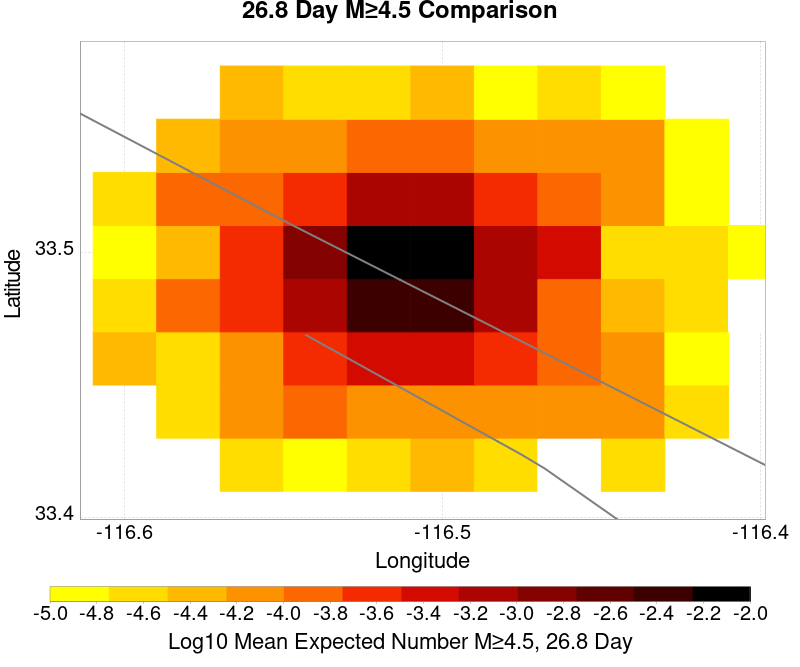 26.8 Day M≥4.5 Comparison
Latitude
33.5
33.4
-116.6 -116.5 -116.4
Longitude
-5.0 -4.8 -4.6 -4.4 -4.2 -4.0 -3.8 -3.6 -3.4 -3.2 -3.0 -2.8 -2.6 -2.4 -2.2 -2.0
Log10 Mean Expected Number M≥4.5, 26.8 Day